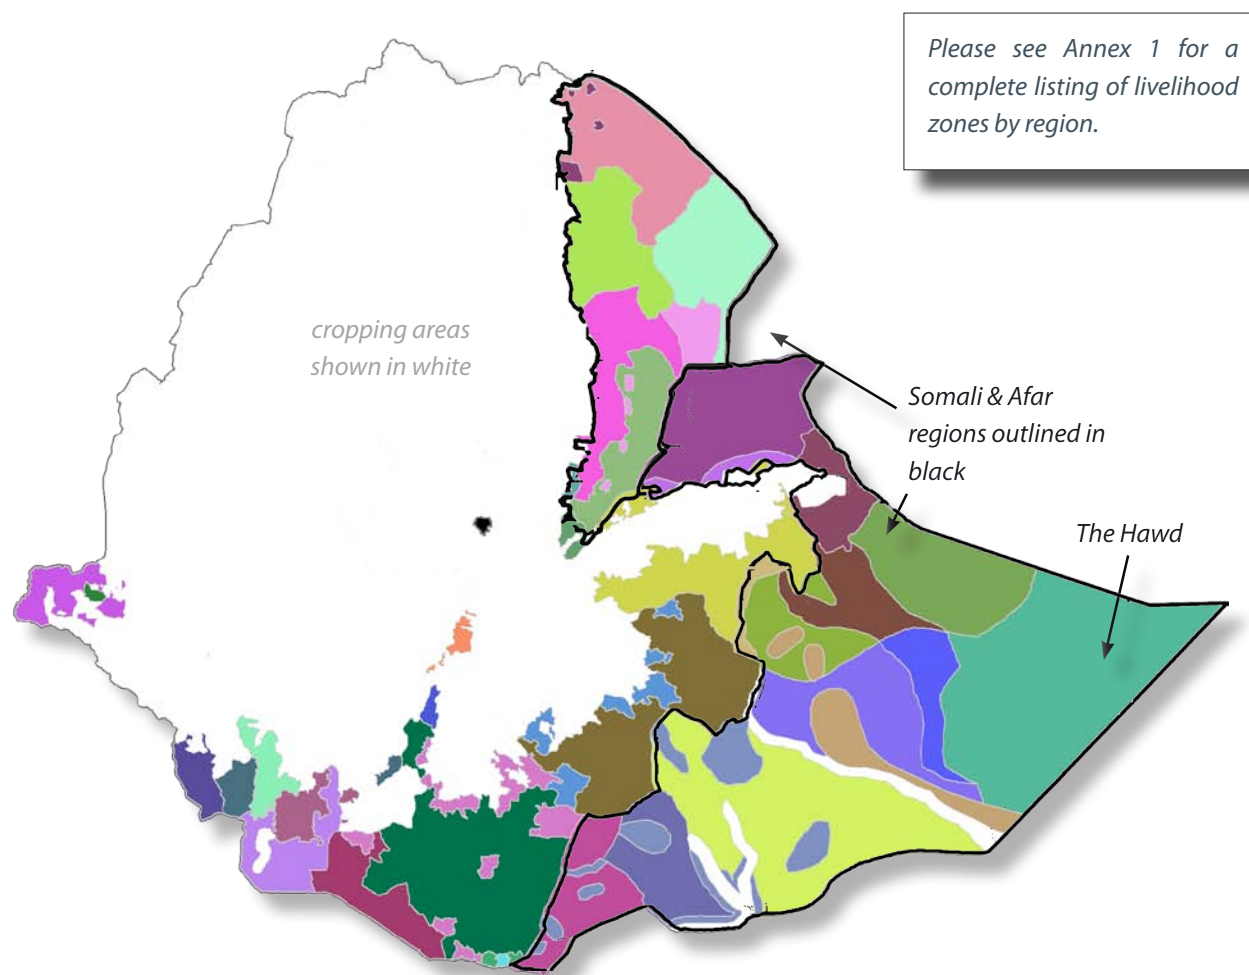 Please see Annex 1 for a
complete listing of livelihood
zones by region.
cropping areas
shown in white
Somali & Afar
regions outlined in
black
The Hawd